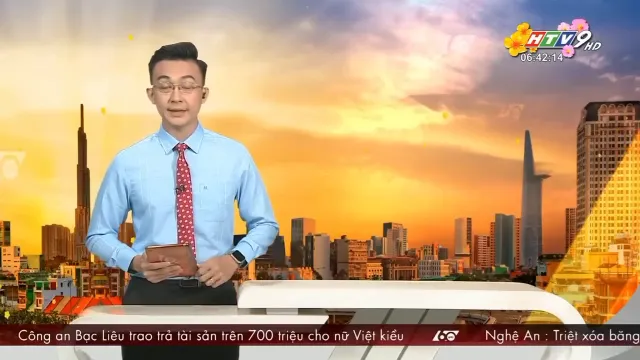 HTV9 HD
06:42:14
Công an Bạc Liêu trao trả tài sản trên 700 triệu cho nữ Việt kiều 60 Nghệ An : Triệt xóa băng